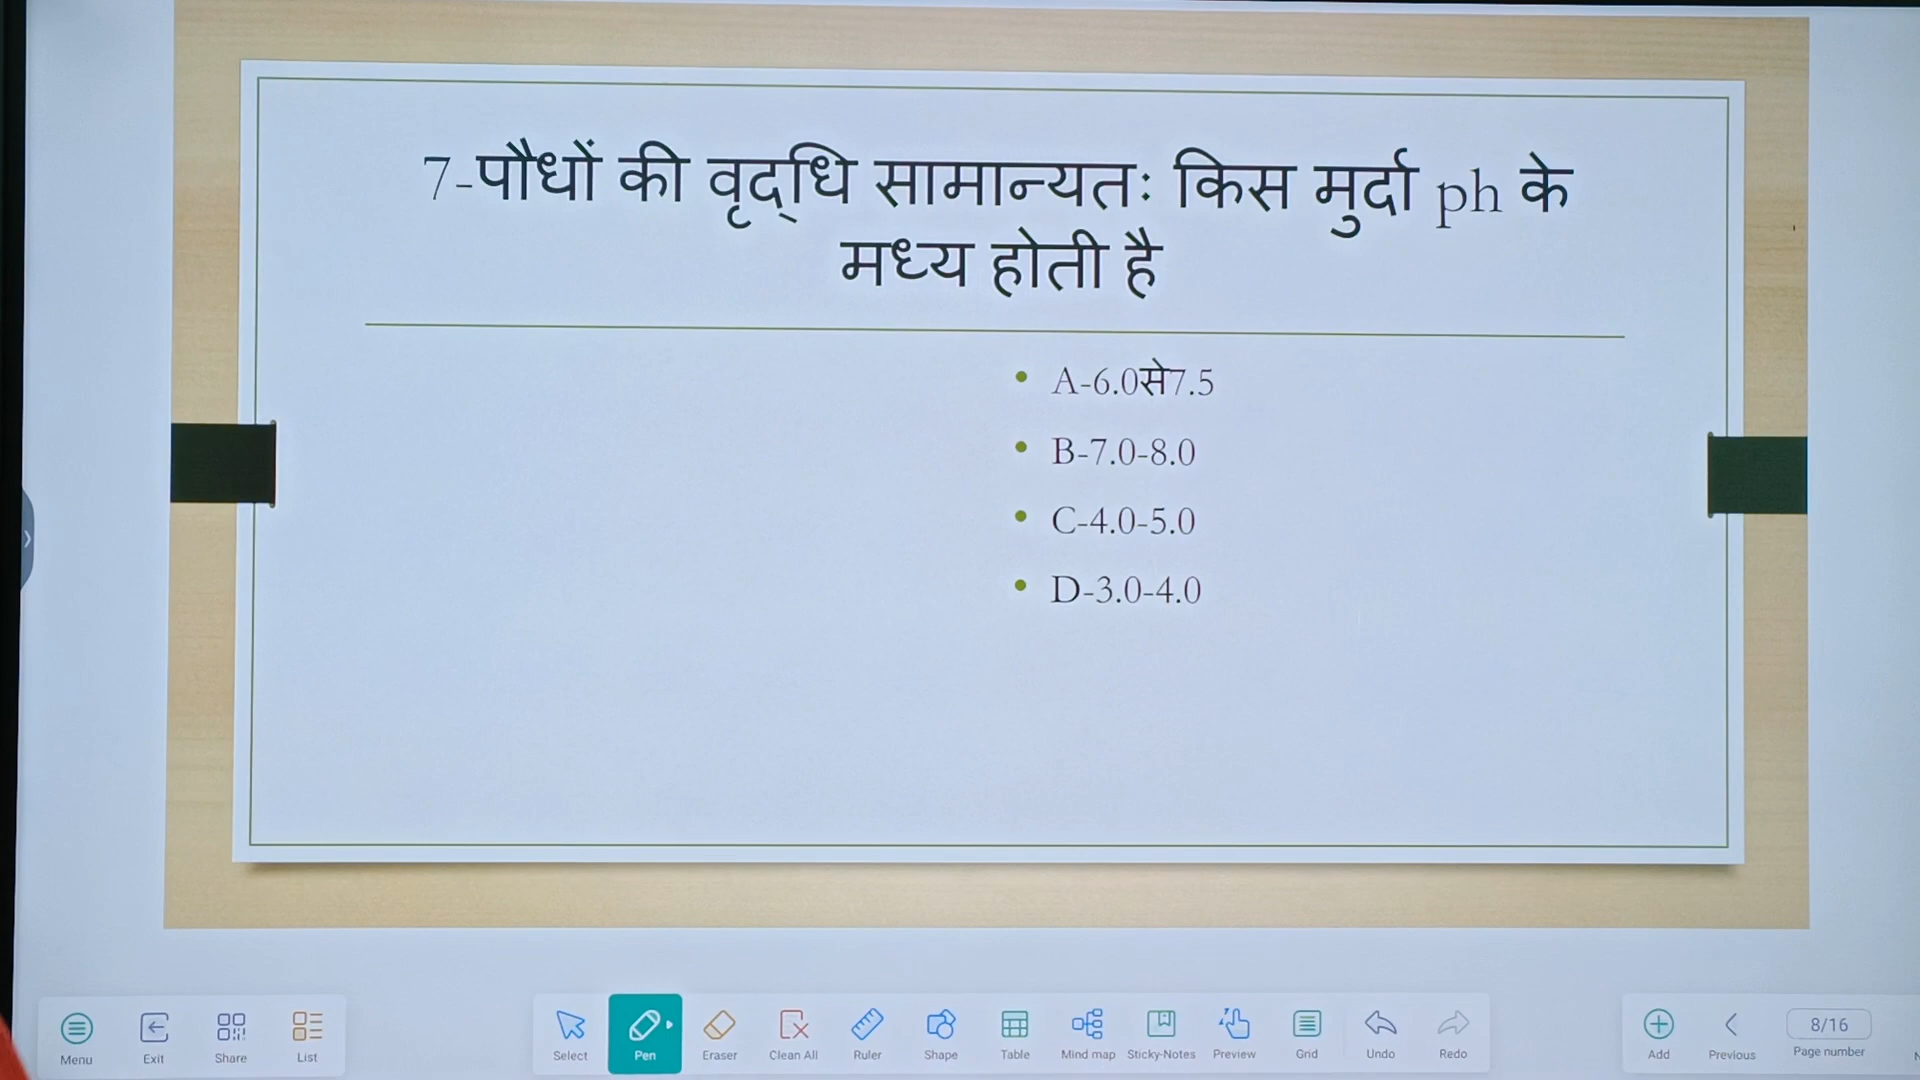 7-पौधों की वृद्धि सामान्यतः किस मुर्दा ph के
मध्य होती है
A-6.0से7.5
B-7.0-8.0
C-4.0-5.0
D-3.0-4.0
Menu
Exit
Share
List
Select
Pen
Eraser
Clean All
Ruler
Shape
Table
Mind map
Sticky-Notes
Preview
Grid
Undo
Redo
Add
Previous
8/16
Page number